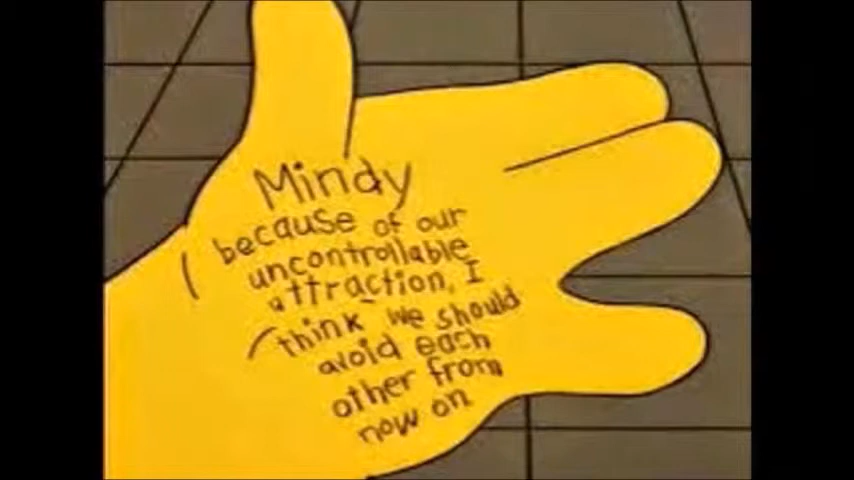 Mindy
because of our
uncontrollable
attraction, I
think we should
avoid each
other from
now on